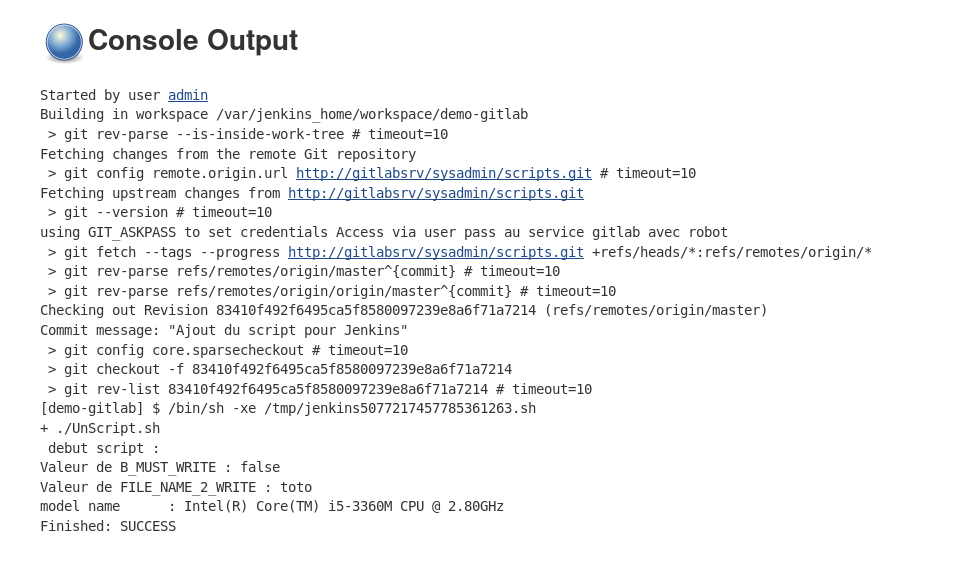 Console Output
Started by user admin
Building in workspace /var/jenkins_home/workspace/demo-gitlab
 > git rev-parse --is-inside-work-tree # timeout=10
Fetching changes from the remote Git repository
 > git config remote.origin.url http://gitlabsrv/sysadmin/scripts.git # timeout=10
Fetching upstream changes from http://gitlabsrv/sysadmin/scripts.git
 > git --version # timeout=10
using GIT_ASKPASS to set credentials Access via user pass au service gitlab avec robot
 > git fetch --tags --progress http://gitlabsrv/sysadmin/scripts.git +refs/heads/*:refs/remotes/origin/*
 > git rev-parse refs/remotes/origin/master^{commit} # timeout=10
 > git rev-parse refs/remotes/origin/origin/master^{commit} # timeout=10
Checking out Revision 83410f492f6495ca5f8580097239e8a6f71a7214 (refs/remotes/origin/master)
Commit message: "Ajout du script pour Jenkins"
 > git config core.sparsecheckout # timeout=10
 > git checkout -f 83410f492f6495ca5f8580097239e8a6f71a7214
 > git rev-list 83410f492f6495ca5f8580097239e8a6f71a7214 # timeout=10
[demo-gitlab] $ /bin/sh -xe /tmp/jenkins5077217457785361263.sh
+ ./UnScript.sh
 debut script :
Valeur de B_MUST_WRITE : false
Valeur de FILE_NAME_2_WRITE : toto
model name      : Intel(R) Core(TM) i5-3360M CPU @ 2.80GHz
Finished: SUCCESS